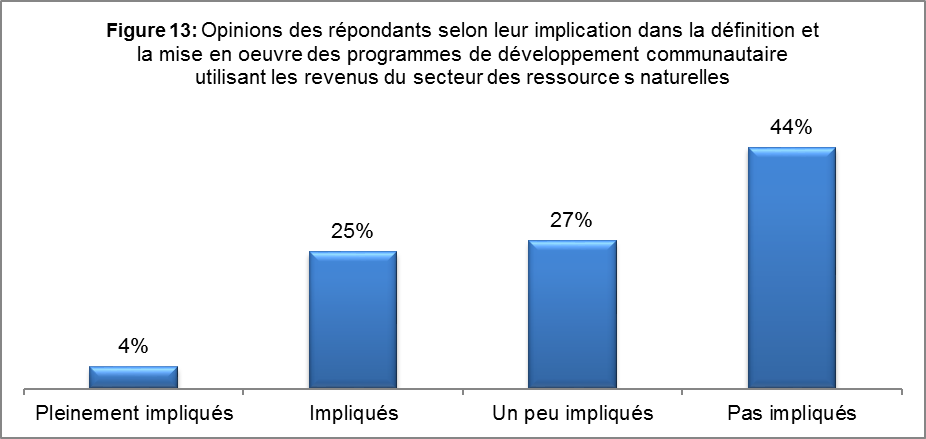 Figure 13: Opinions des répondants selon leur implication dans la définition et
la mise en oeuvre des programmes de développement communautaire
utilisant les revenus du secteur des ressource s naturelles
44%
27%
25%
4%
Pleinement impliqués
Impliqués
Un peu impliqués
Pas impliqués